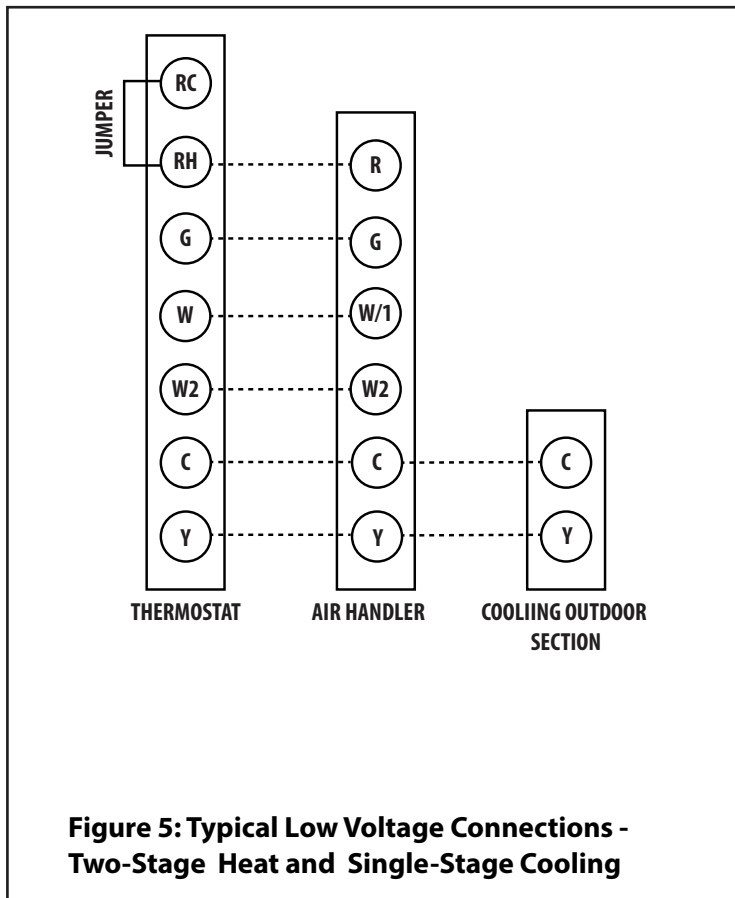 RC
JUMPER
RH
R
G
G
W
W/1
W2
W2
C
C
C
Y
Y
Y
THERMOSTAT
AIR HANDLER
COOLIING OUTDOOR
SECTION
Figure 5: Typical Low Voltage Connections -
Two-Stage Heat and Single-Stage Cooling